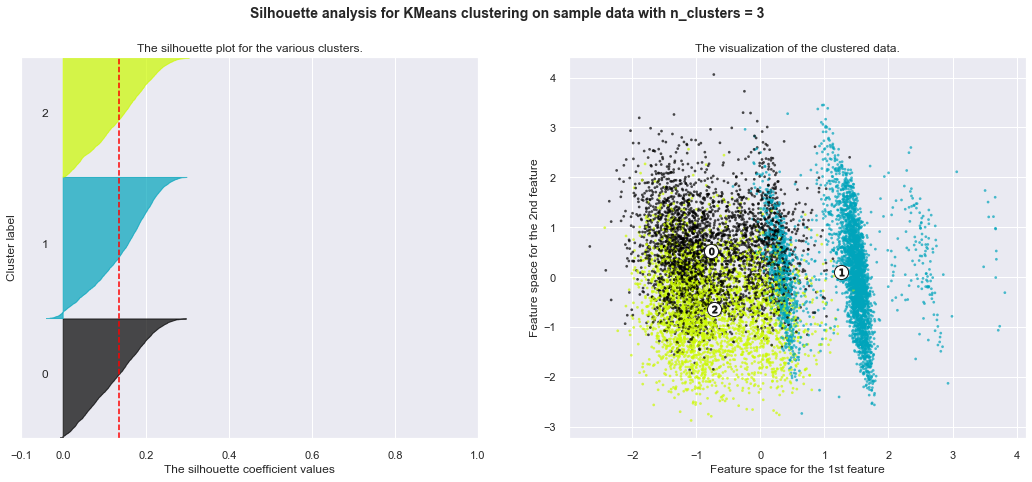 Silhouette analysis for KMeans clustering on sample data with n_clusters = 3
The silhouette plot for the various clusters.
2
1
0
Cluster label
-0.1 0.0 0.2 0.4 0.6 0.8 1.0
The silhouette coefficient values
The visualization of the clustered data.
4
3
2
1
0
−1
−2
−3
Feature space for the 2nd feature
0
1
2
−2 −1 0 1 2 3 4
Feature space for the 1st feature